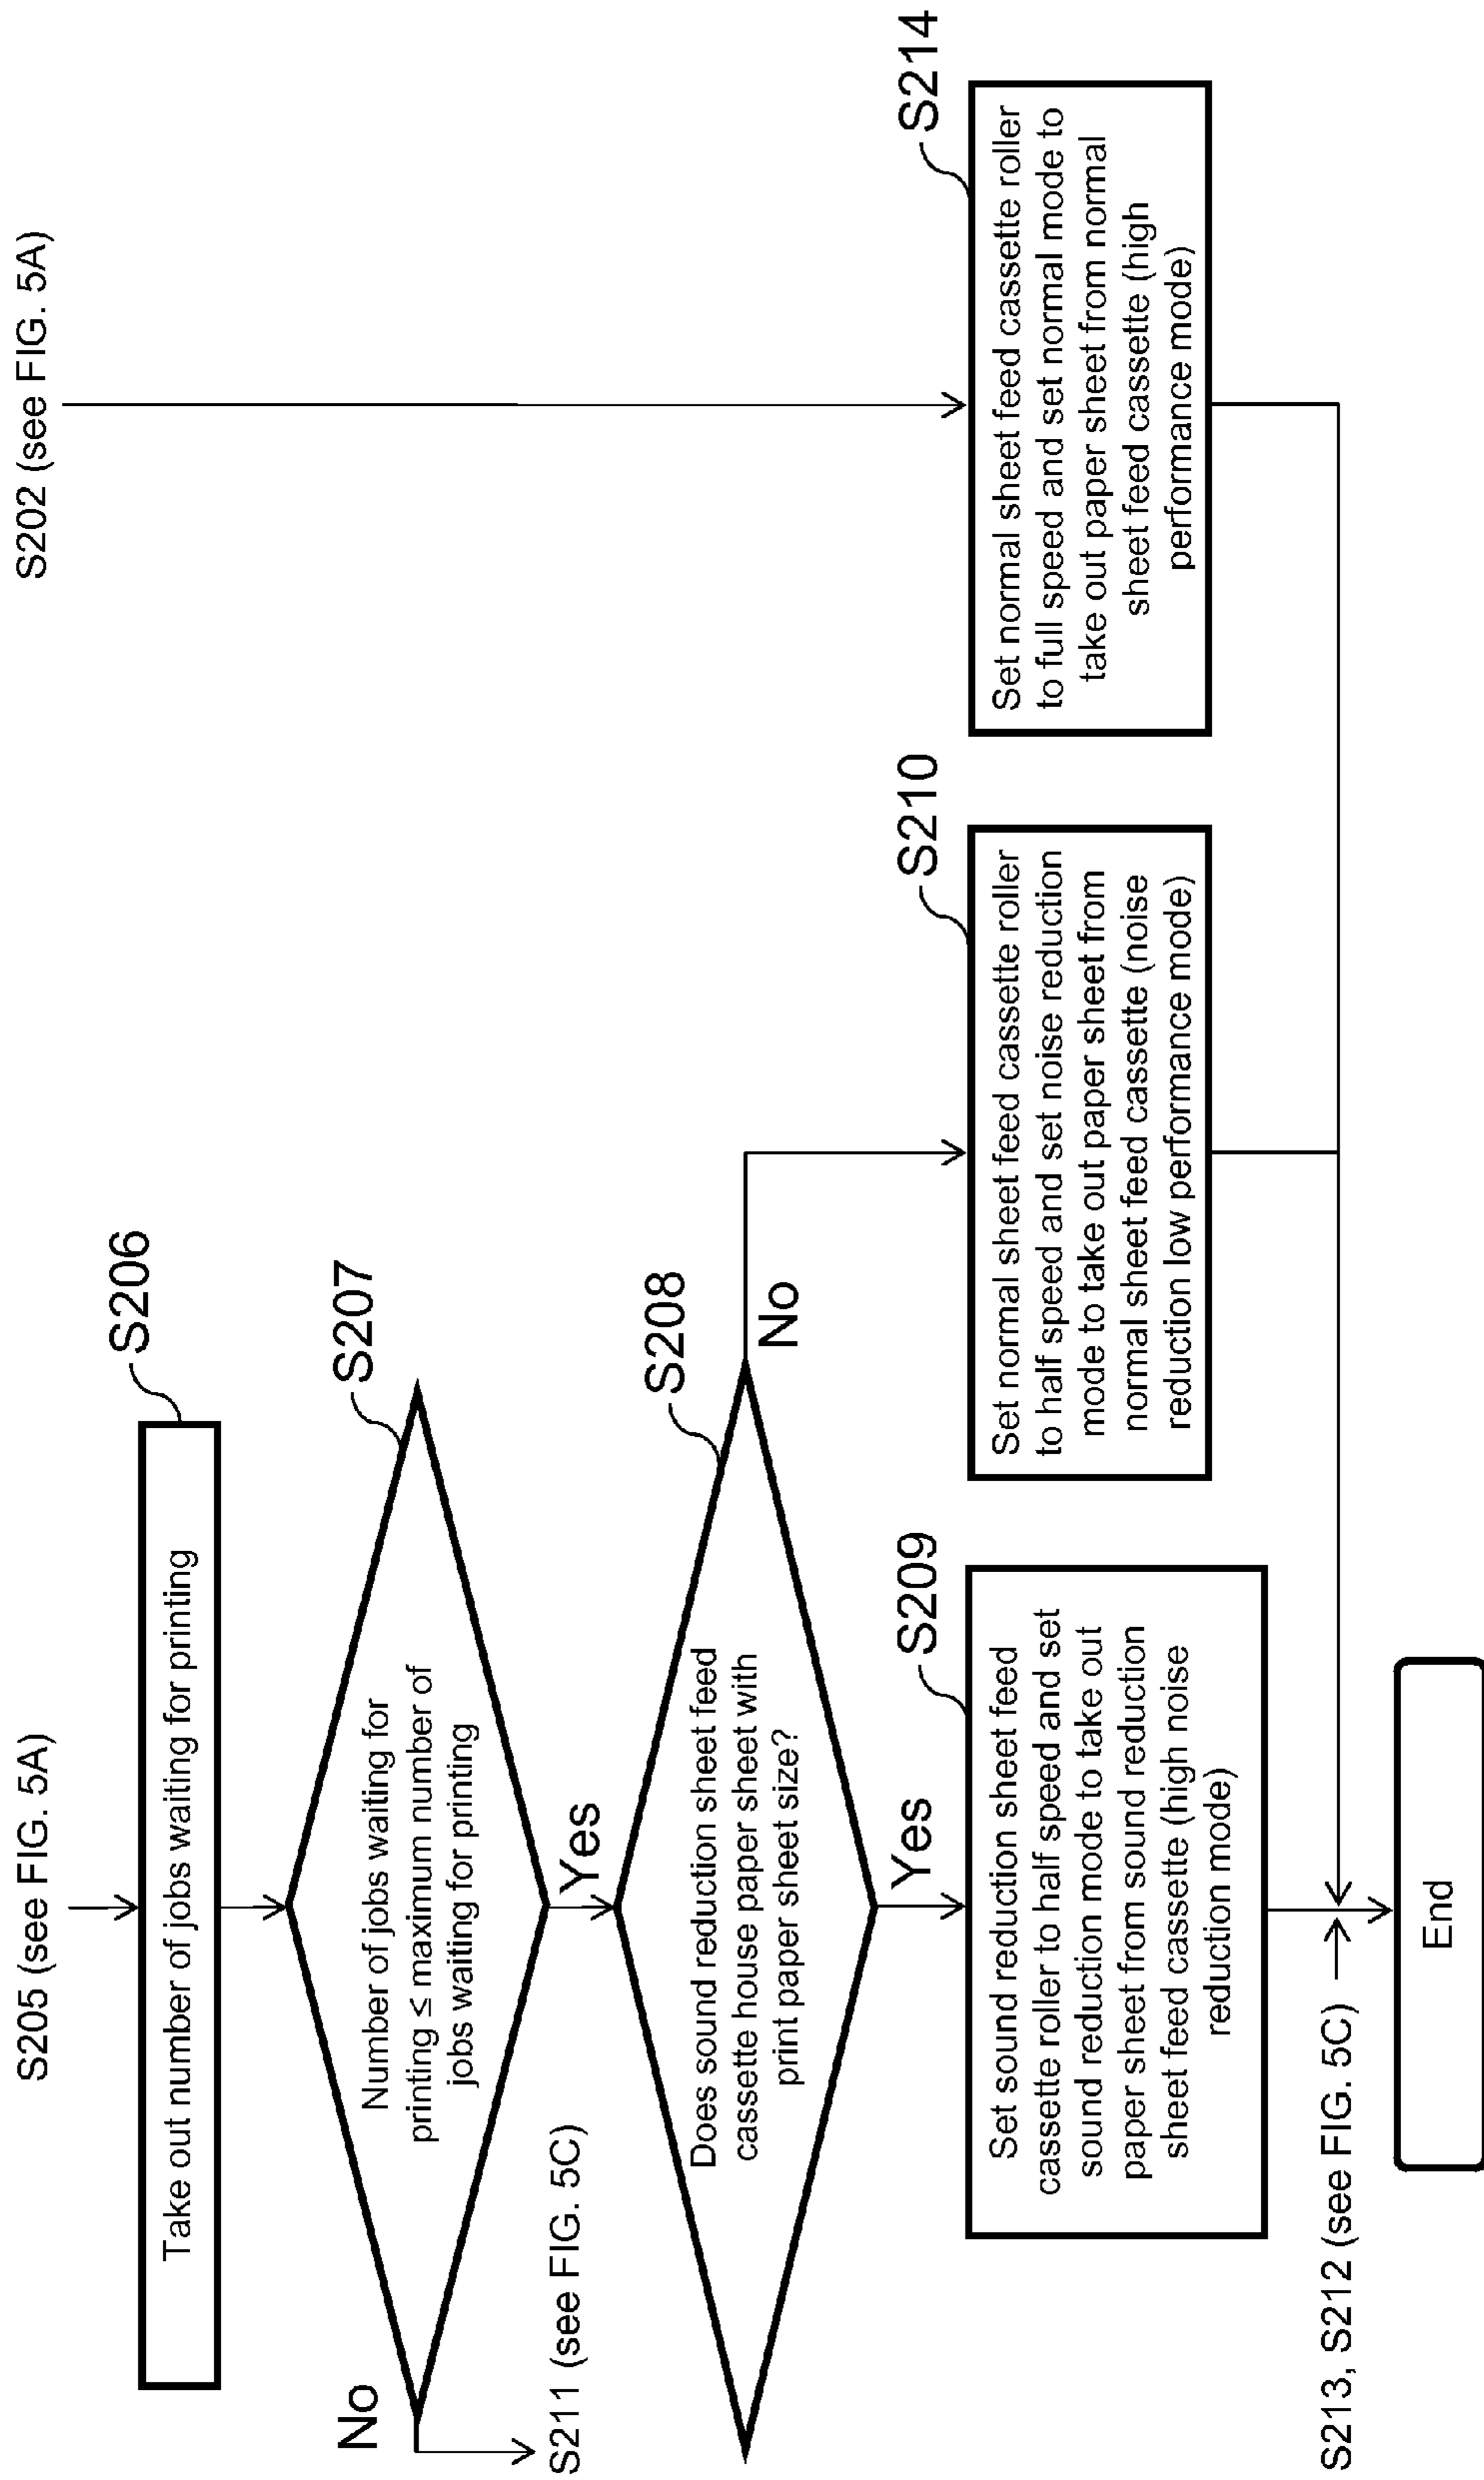 S205 (see FIG. 5A)
S202 (see FIG. 5A)
S206
Take out number of jobs waiting for printing
S207
Number of jobs waiting for
printing ≤ maximum number of
jobs waiting for printing
No
S211 (see FIG. 5C)
Yes
S208
Does sound reduction sheet feed
cassette house paper sheet with
print paper sheet size?
No
Yes
S209
Set sound reduction sheet feed
cassette roller to half speed and set
sound reduction mode to take out
paper sheet from sound reduction
sheet feed cassette (high noise
reduction mode)
S210
Set normal sheet feed cassette roller
to half speed and set noise reduction
mode to take out paper sheet from
normal sheet feed cassette (noise
reduction low performance mode)
S214
Set normal sheet feed cassette roller
to full speed and set normal mode to
take out paper sheet from normal
sheet feed cassette (high
performance mode)
S213, S212 (see FIG. 5C)
End